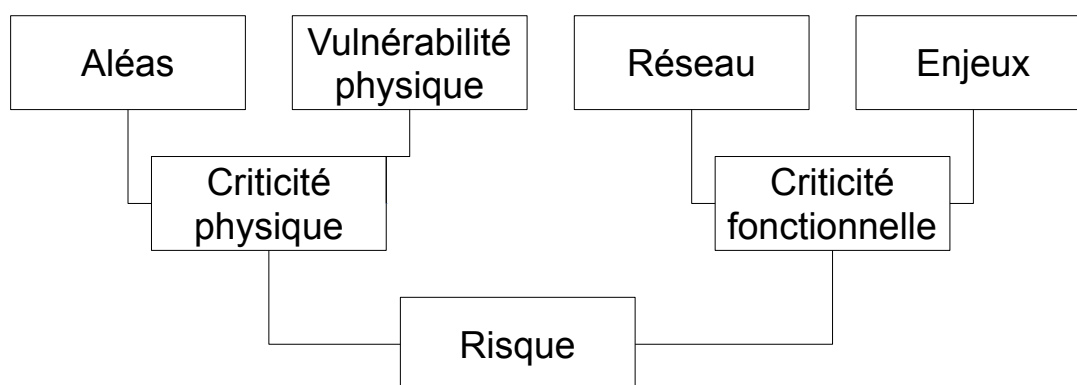 Aléas
Vulnérabilité
physique
Réseau
Enjeux
Criticité
physique
Criticité
fonctionnelle
Risque